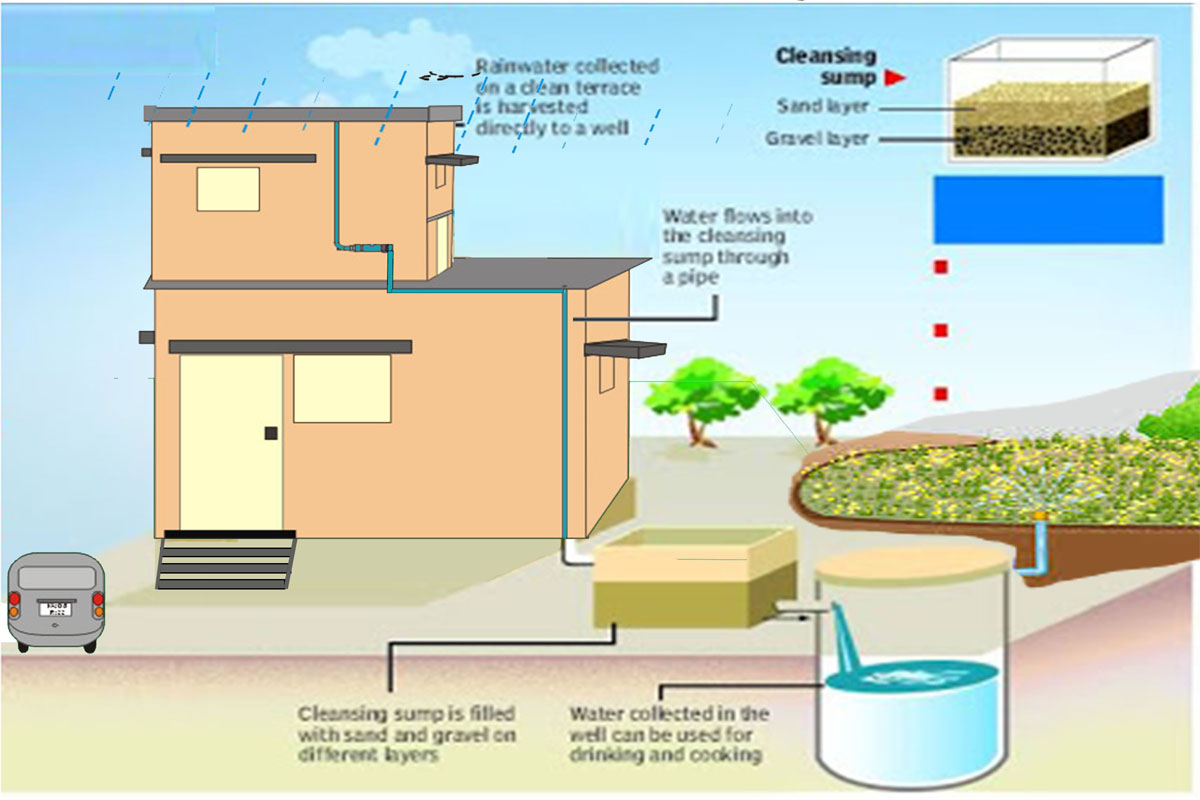 Rainwater collected
on a clean terrace
is harvested
directly to a well
Cleansing
sump
Sand layer
Gravel layer
Water flows into
the cleansing
sump through
a pipe
Cleansing sump is filled
with sand and gravel on
different layers
Water collected in the
well can be used for
drinking and cooking